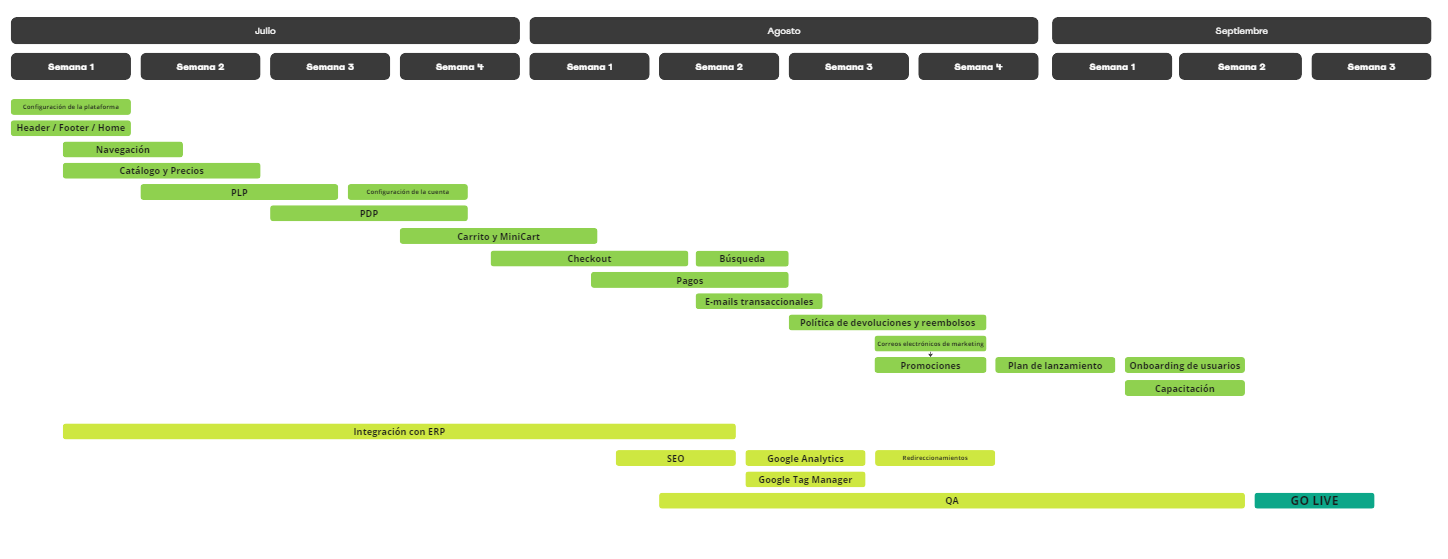 Julio
Agosto
Septiembre
Semana 1
Semana 2
Semana 3
Semana 4
Semana 1
Semana 2
Semana 3
Semana 4
Semana 1
Semana 2
Semana 3
Configuración de la plataforma
Header / Footer / Home
Navegación
Catálogo y Precios
PLP
Configuración de la cuenta
PDP
Carrito y MiniCart
Checkout
Búsqueda
Pagos
E-mails transaccionales
Política de devoluciones y reembolsos
Correos electrónicos de marketing
Promociones
Plan de lanzamiento
Onboarding de usuarios
Capacitación
Integración con ERP
SEO
Google Analytics
Redireccionamientos
Google Tag Manager
QA
GO LIVE